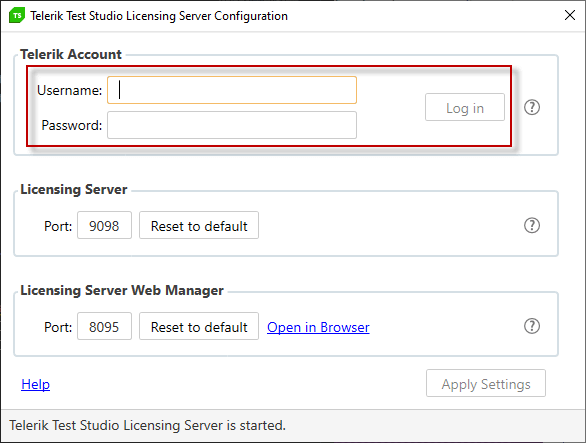 TS Telerik Test Studio Licensing Server Configuration
Telerik Account
Username:
Log in ?
Password:
Licensing Server
Port: 9098 Reset to default ?
Licensing Server Web Manager
Port: 8095 Reset to default Open in Browser ?
Help Apply Settings
Telerik Test Studio Licensing Server is started.